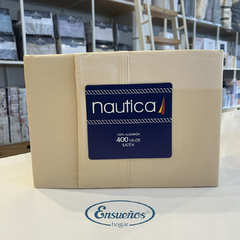 nautica
100% ALGODÓN
400 HILOS
SATÉN
Ensueños
hogar